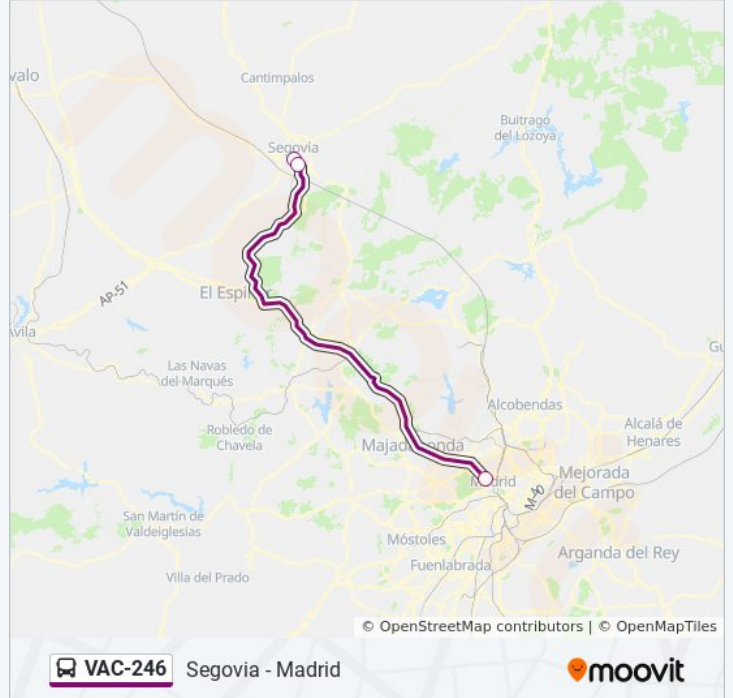 valo
Cantimpalos
Buitrago
del Lozoya
Segovia
AP-51
El Espinar
Ávila
Las Navas
del Marqués
Gu
Alcobendas
Robledo de
Chavela
Alcalá de
Henares
Majadahonda
Madrid
M-40
Mejorada
del Campo
San Martín de
Valdeiglesias
Móstoles
Arganda del Rey
Fuenlabrada
Villa del Prado
© OpenStreetMap contributors | © OpenMapTiles
VAC-246 Segovia - Madrid
moovit